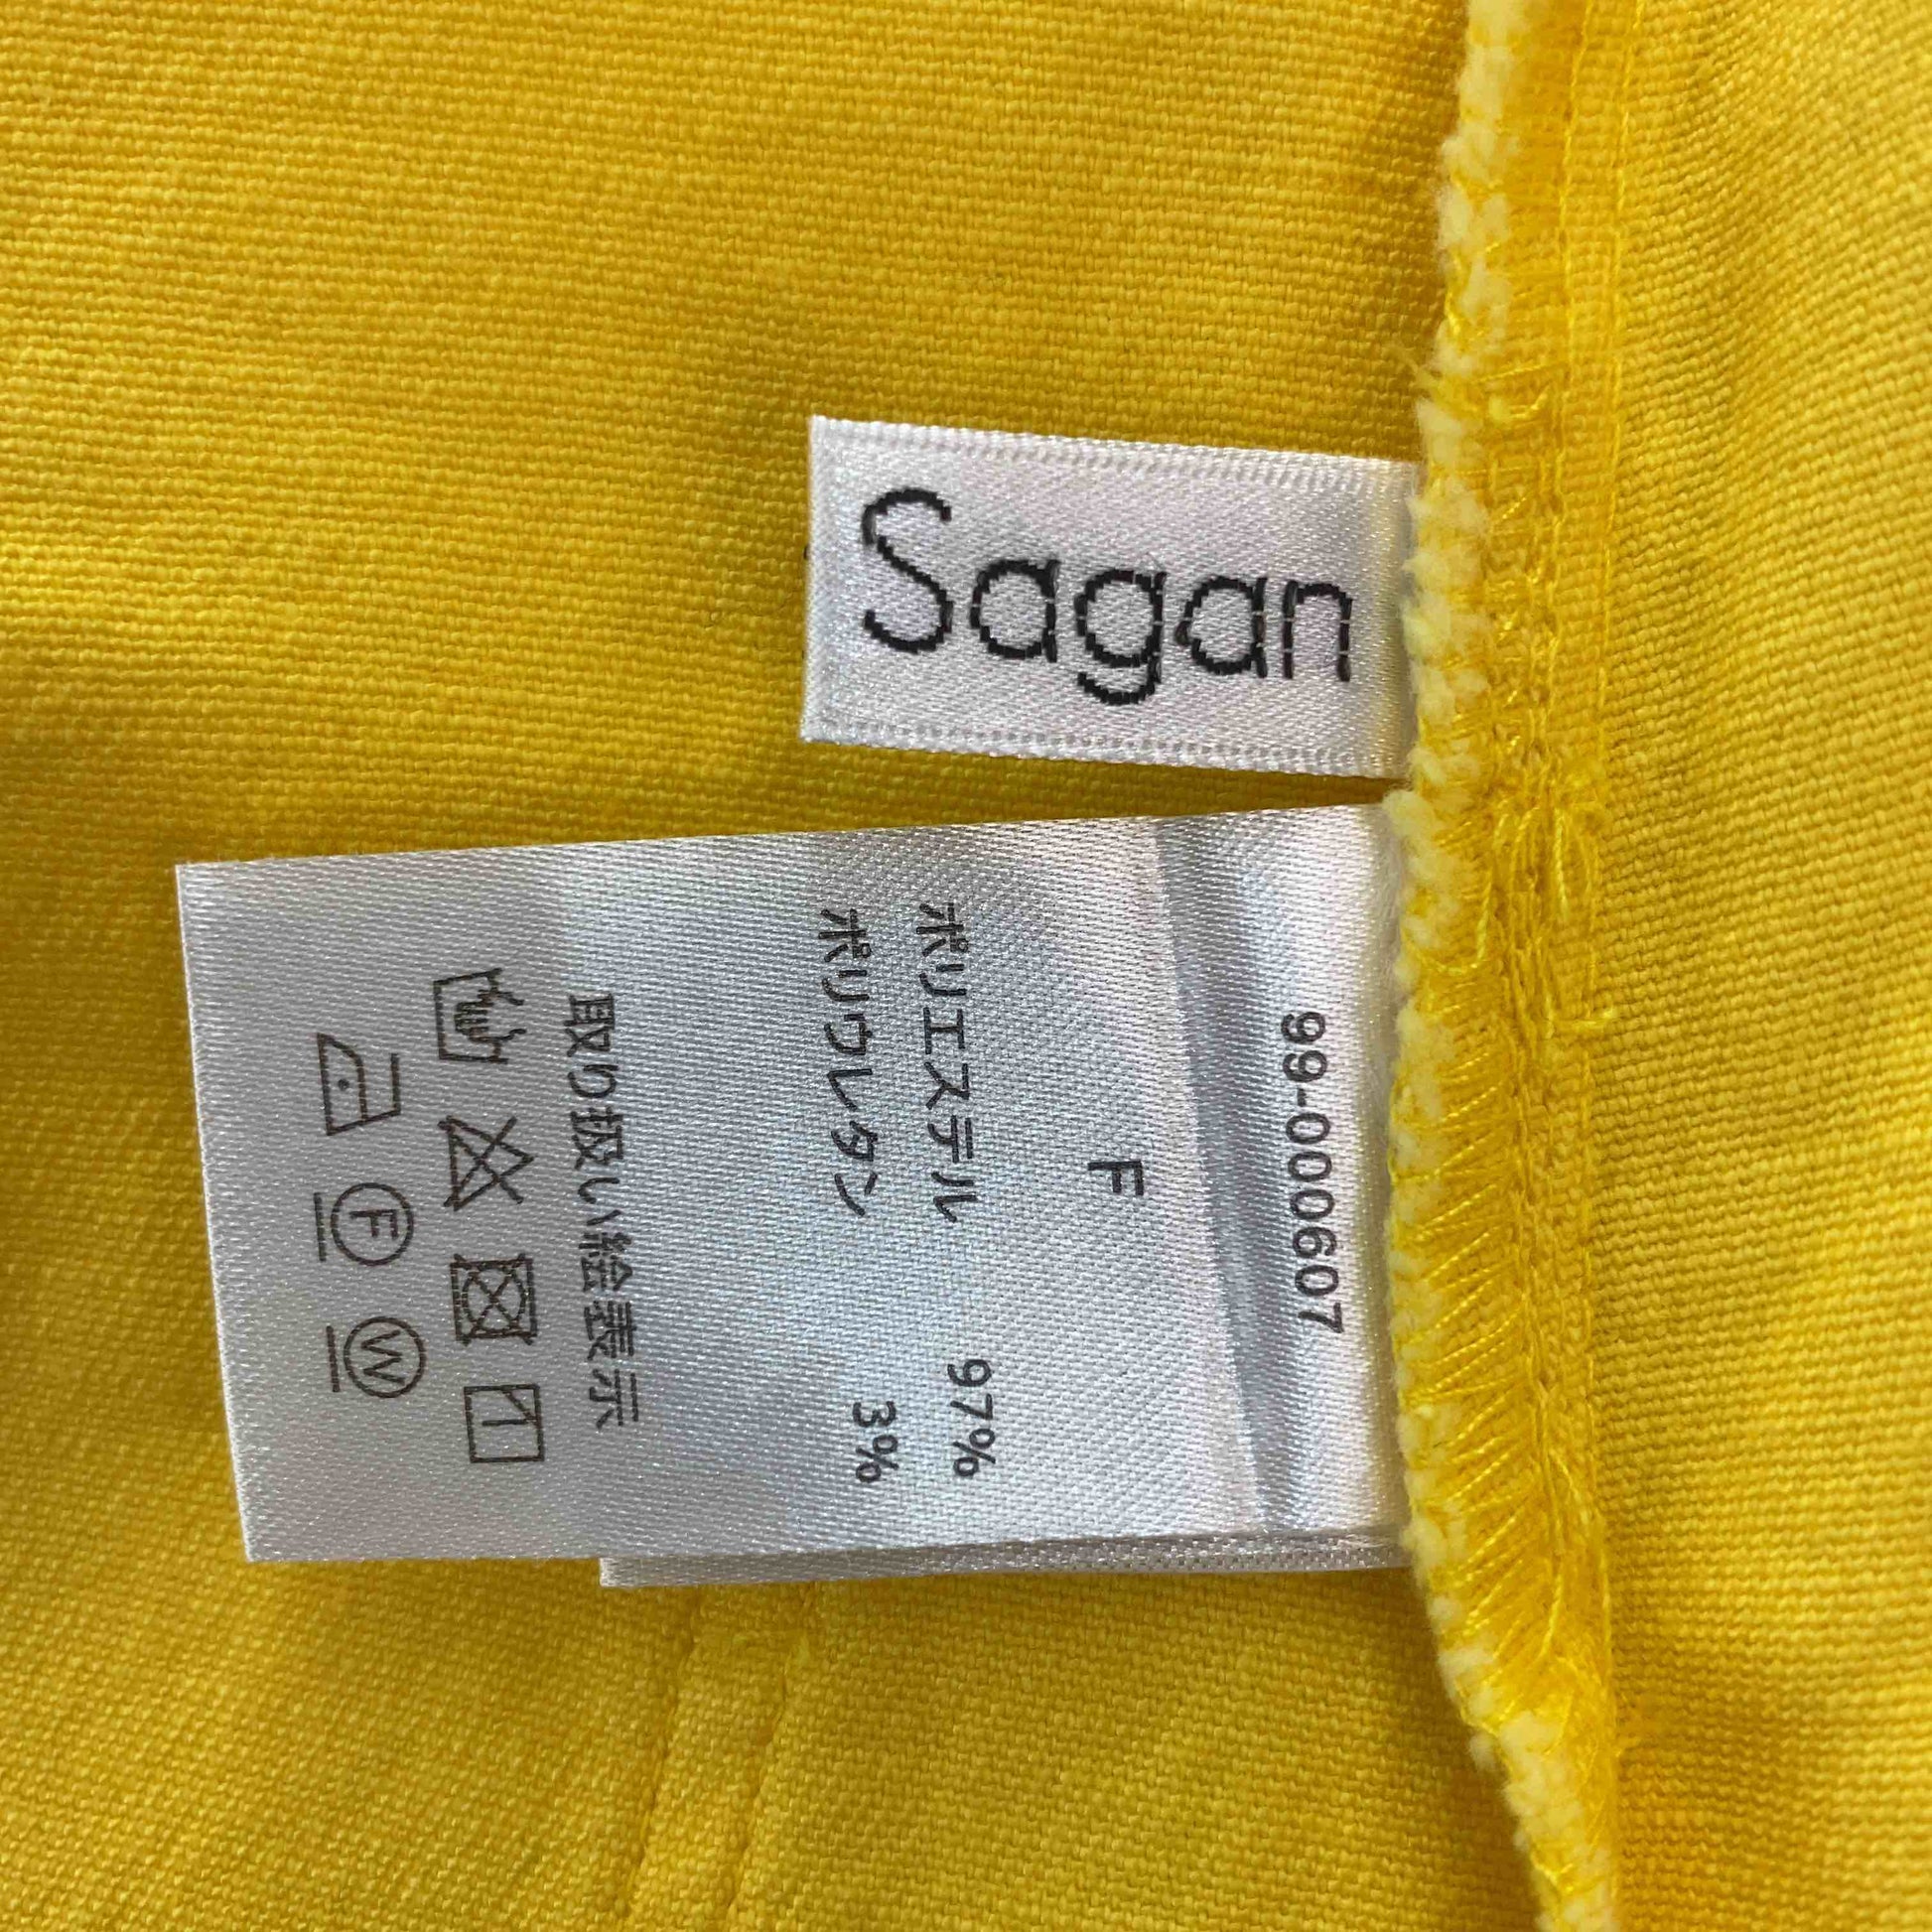 Sagan
99-000607
F
ポリエステル 97%
ポリウレタン 3%
取り扱い絵表示
F
W